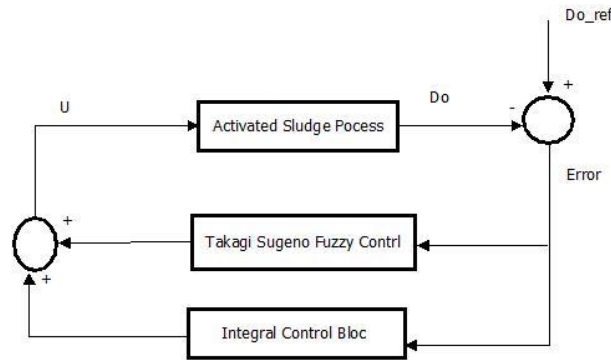 Do_ref
+
U
Do
-
Activated Sludge Pocess
Error
+
Takagi Sugeno Fuzzy Contrl
+
Integral Control Bloc